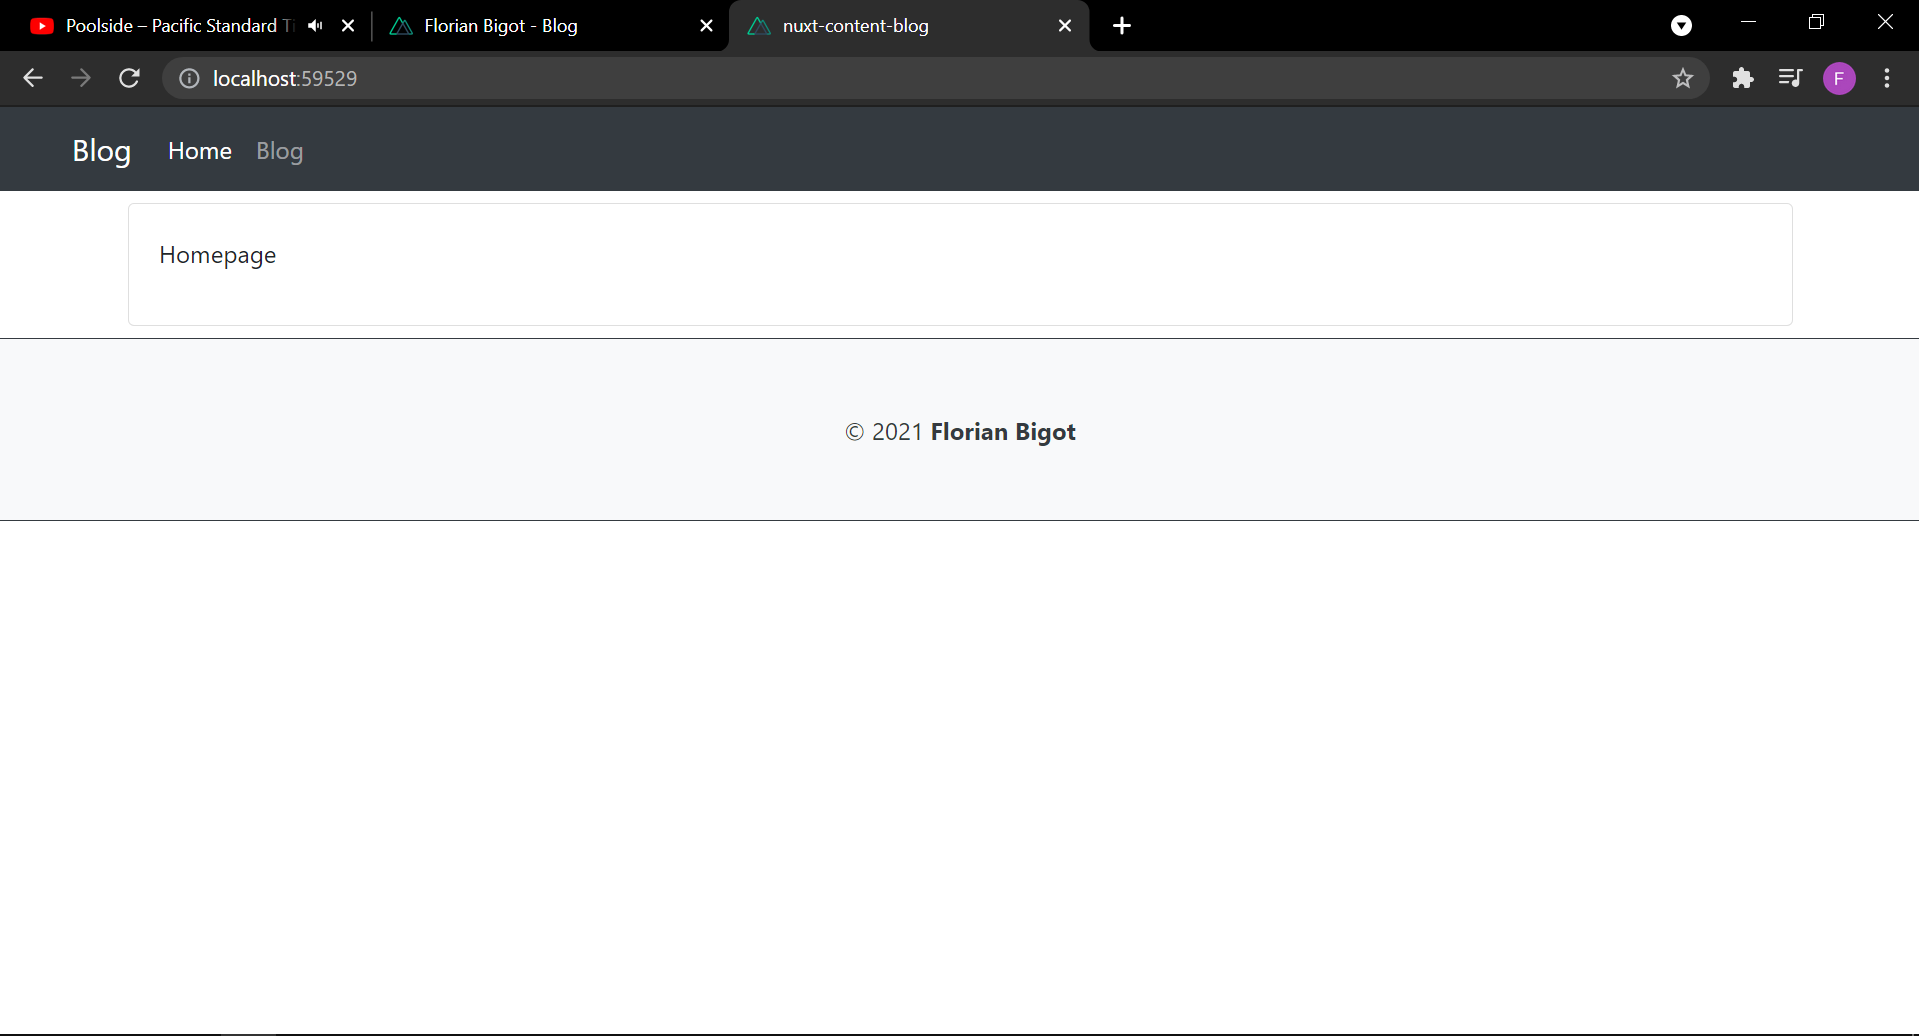 Poolside – Pacific Standard Ti
Florian Bigot - Blog
nuxt-content-blog
localhost:59529
F
Blog Home Blog
Homepage
© 2021 Florian Bigot